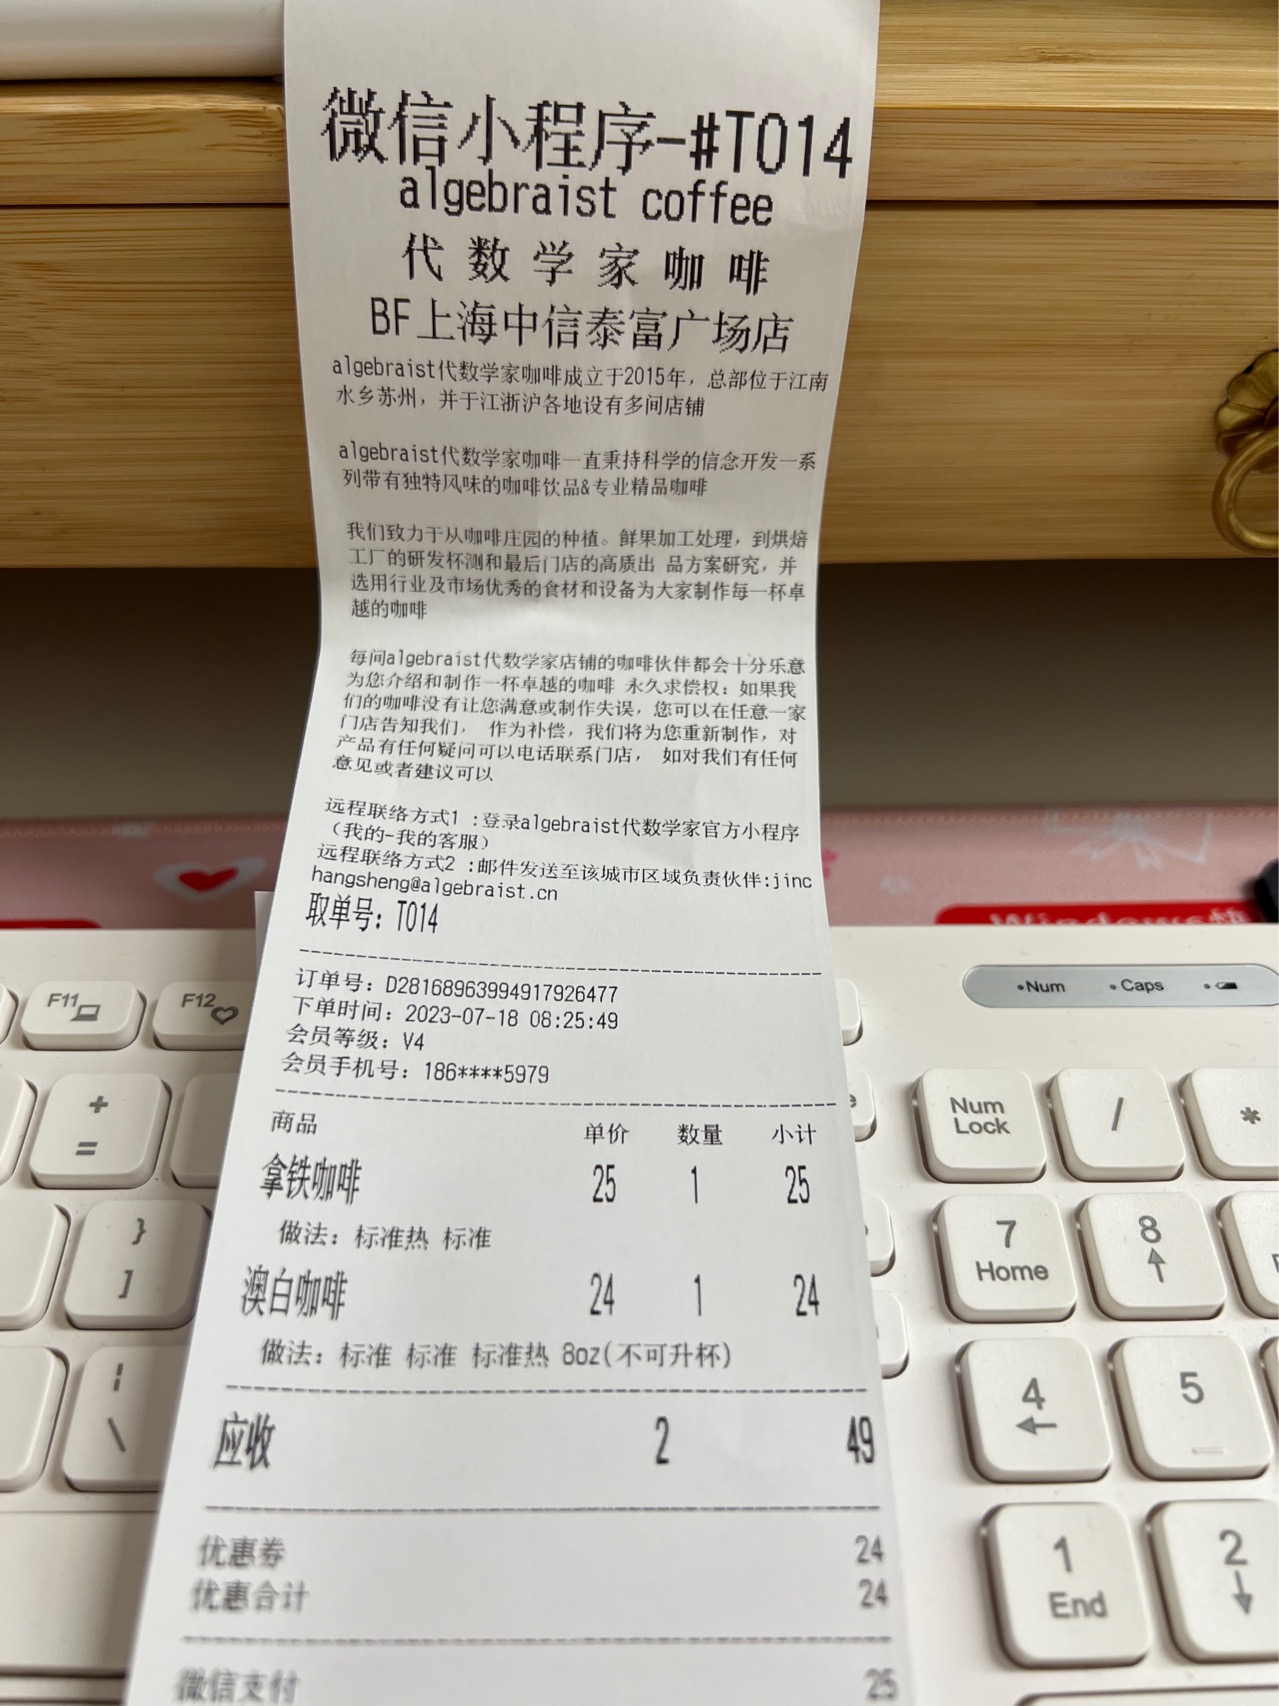 微信小程序-#T014
algebraist coffee
代数学家咖啡
BF上海中信泰富广场店
algebraist代数学家咖啡成立于2015年，总部位于江南
水乡苏州，并于江浙沪各地设有多间店铺
algebraist代数学家咖啡一直秉持科学的信念开发一系
列带有独特风味的咖啡饮品&专业精品咖啡
我们致力于从咖啡庄园的种植。鲜果加工处理，到烘焙
工厂的研发杯测和最后门店的高质出 品方案研究，并
选用行业及市场优秀的食材和设备为大家制作每一杯卓
越的咖啡
每间algebraist代数学家店铺的咖啡伙伴都会十分乐意
为您介绍和制作一杯卓越的咖啡 永久求偿权：如果我
们的咖啡没有让您满意或制作失误，您可以在任意一家
门店告知我们， 作为补偿，我们将为您重新制作，对
产品有任何疑问可以电话联系门店， 如对我们有任何
意见或者建议可以
远程联络方式1 :登录algebraist代数学家官方小程序
（我的-我的客服）
远程联络方式2 :邮件发送至该城市区域负责伙伴:jinc
hangsheng@algebraist.cn
取单号：T014
订单号：D28168963994917926477
下单时间：2023-07-18 08:25:49
会员等级：V4
会员手机号：186****5979
商品 单价 数量 小计
拿铁咖啡 25 1 25
做法：标准热 标准
澳白咖啡 24 1 24
做法：标准 标准 标准热 8oz(不可升杯)
应收 2 49
优惠券 24
优惠合计 24
微信支付 25
F11
F12
+
=
}
]
\
Num
Caps
Num Lock
/
*
7 Home
8
4
5
1 End
2